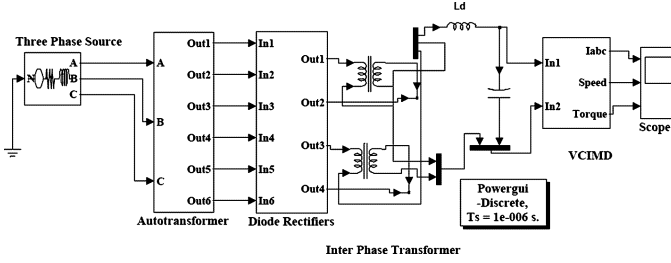 Ld
Three Phase Source
N
A
B
C
A
B
C
Out1
Out2
Out3
Out4
Out5
Out6
Autotransformer
In1
In2
In3
In4
In5
In6
Out1
Out2
Out3
Out4
Diode Rectifiers
In1
In2
Iabc
Speed
Torque
VCIMD
Scope
Powergui
-Discrete,
Ts = 1e-006 s.
Inter Phase Transformer